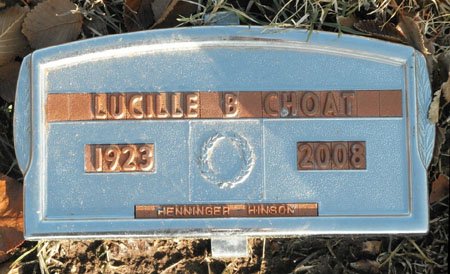 LUCILLE B CHOAT
1923 2008
HENNINGER HINSON